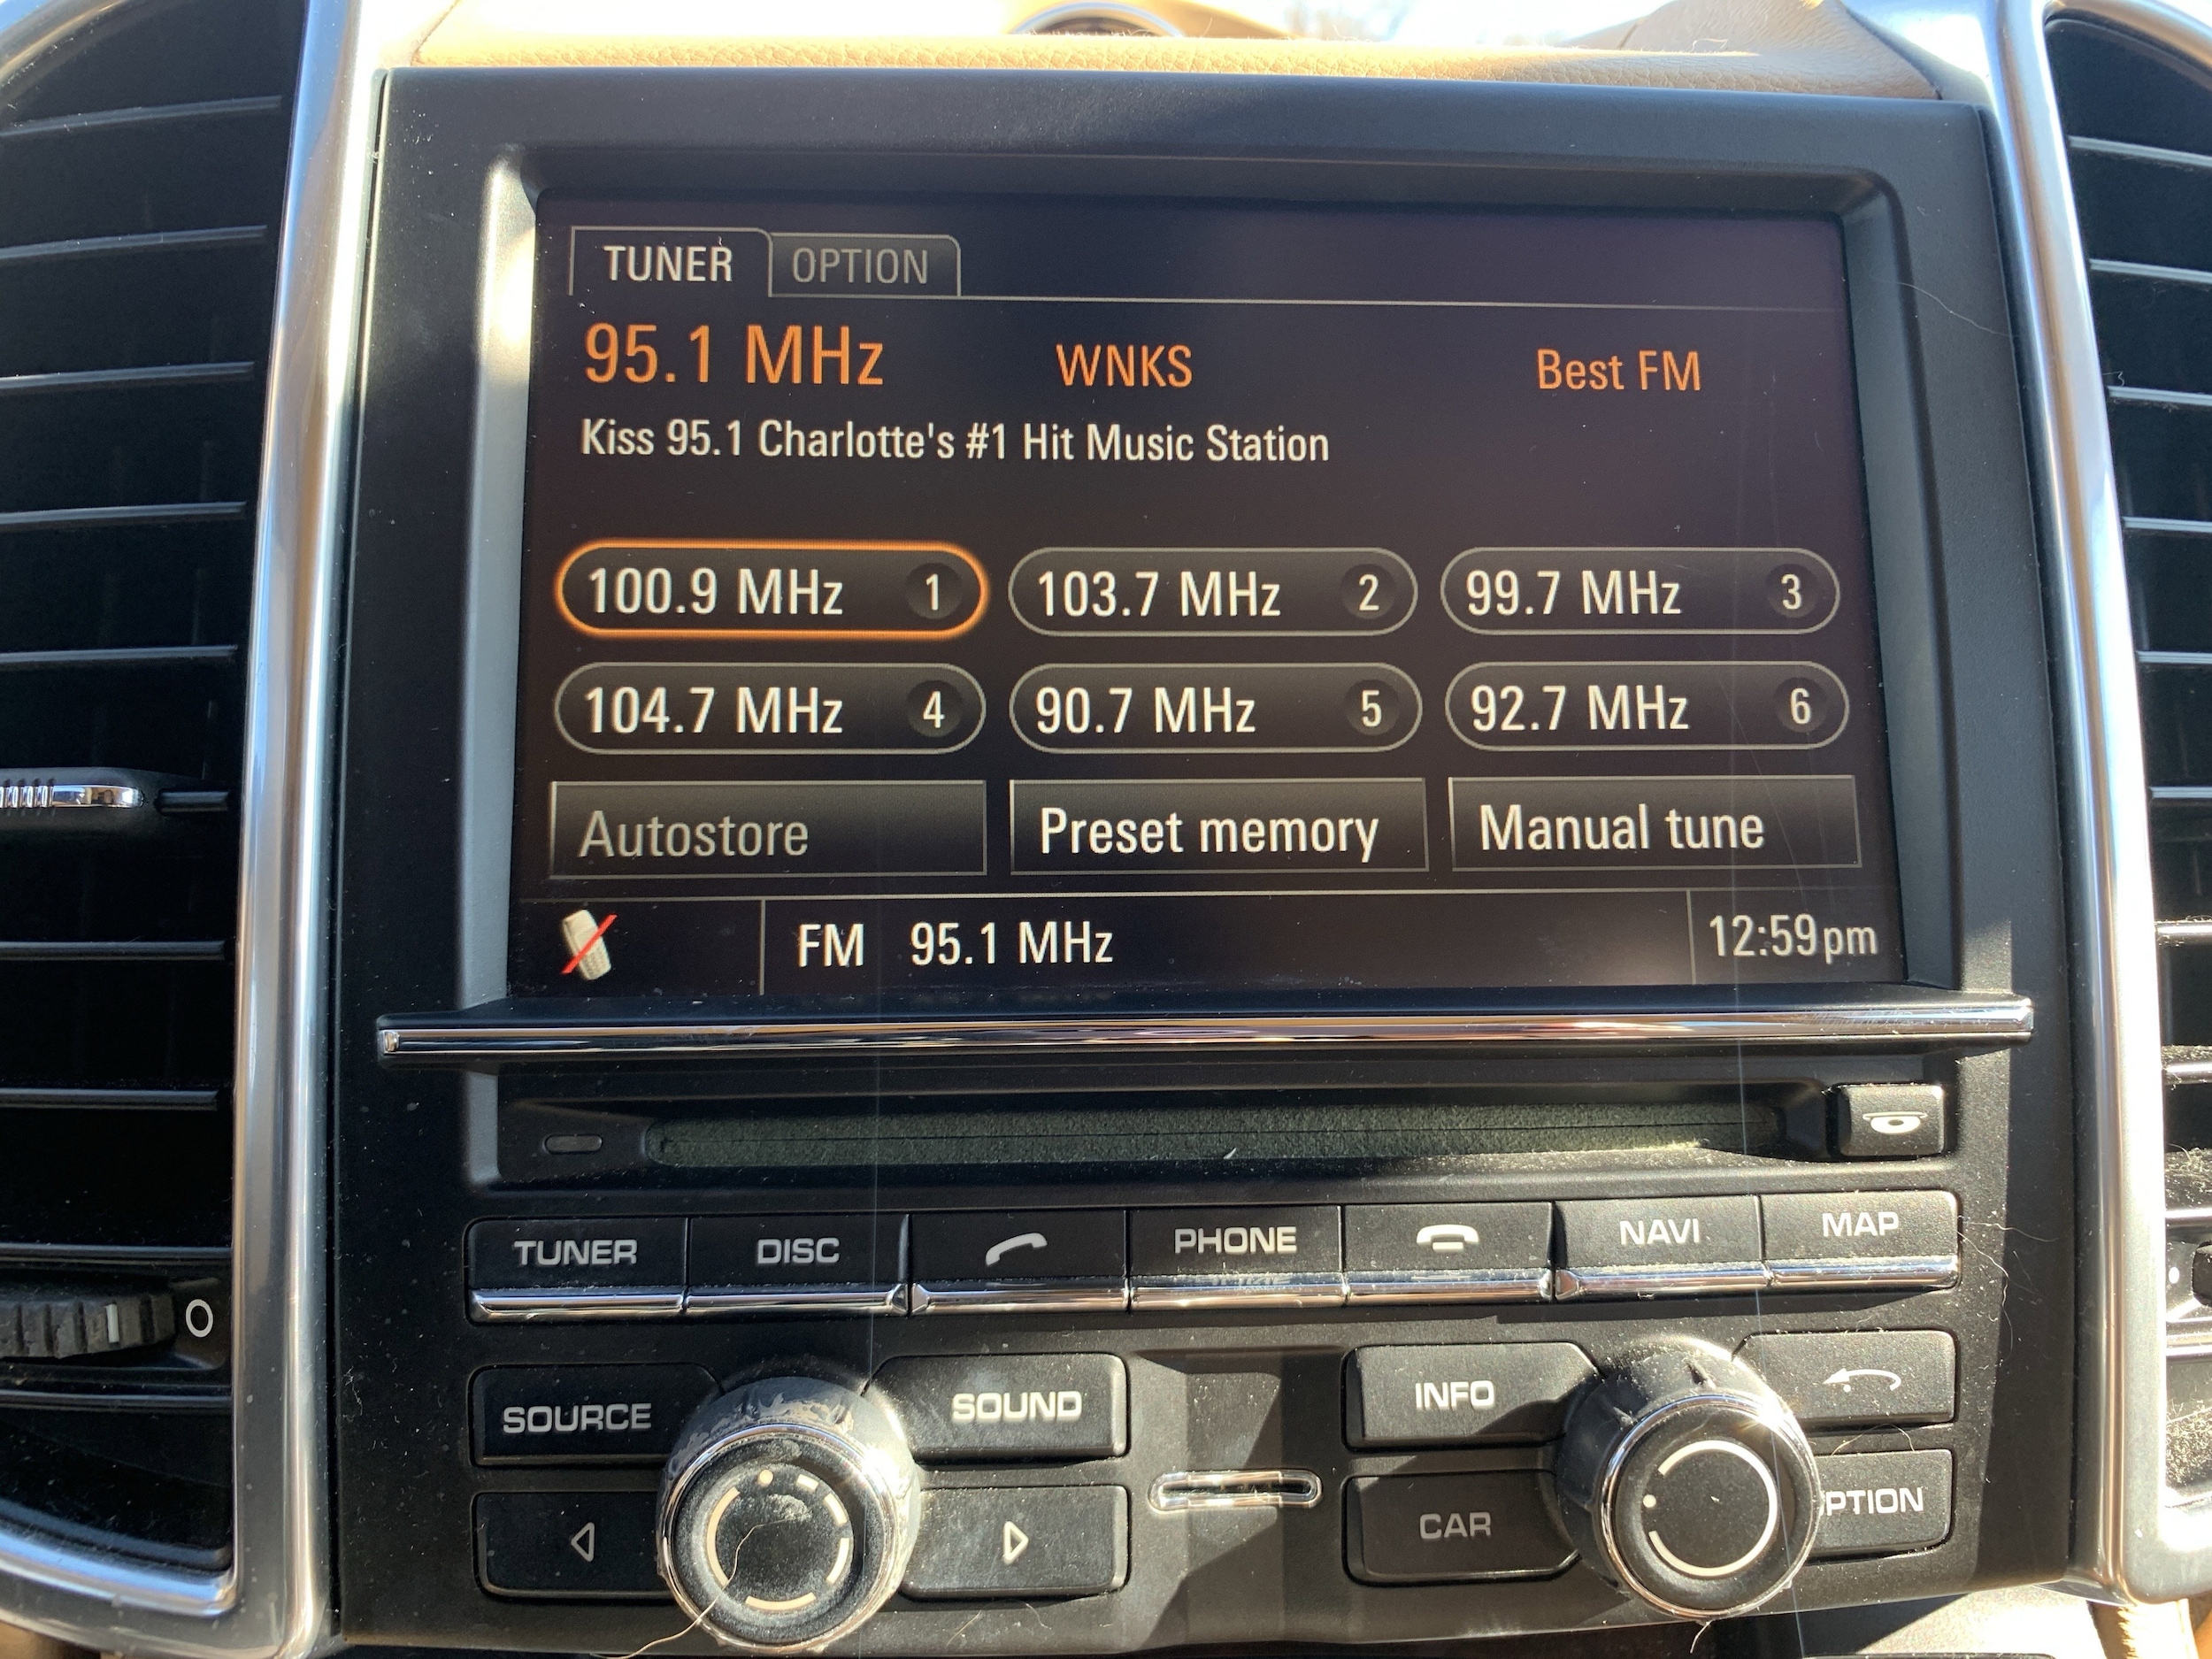 TUNER OPTION
95.1 MHz WNKS Best FM
Kiss 95.1 Charlotte's #1 Hit Music Station
100.9 MHz 1 103.7 MHz 2 99.7 MHz 3
104.7 MHz 4 90.7 MHz 5 92.7 MHz 6
Autostore Preset memory Manual tune
FM 95.1 MHz 12:59pm
TUNER DISC PHONE NAVI MAP
0
SOURCE SOUND INFO
CAR PTION